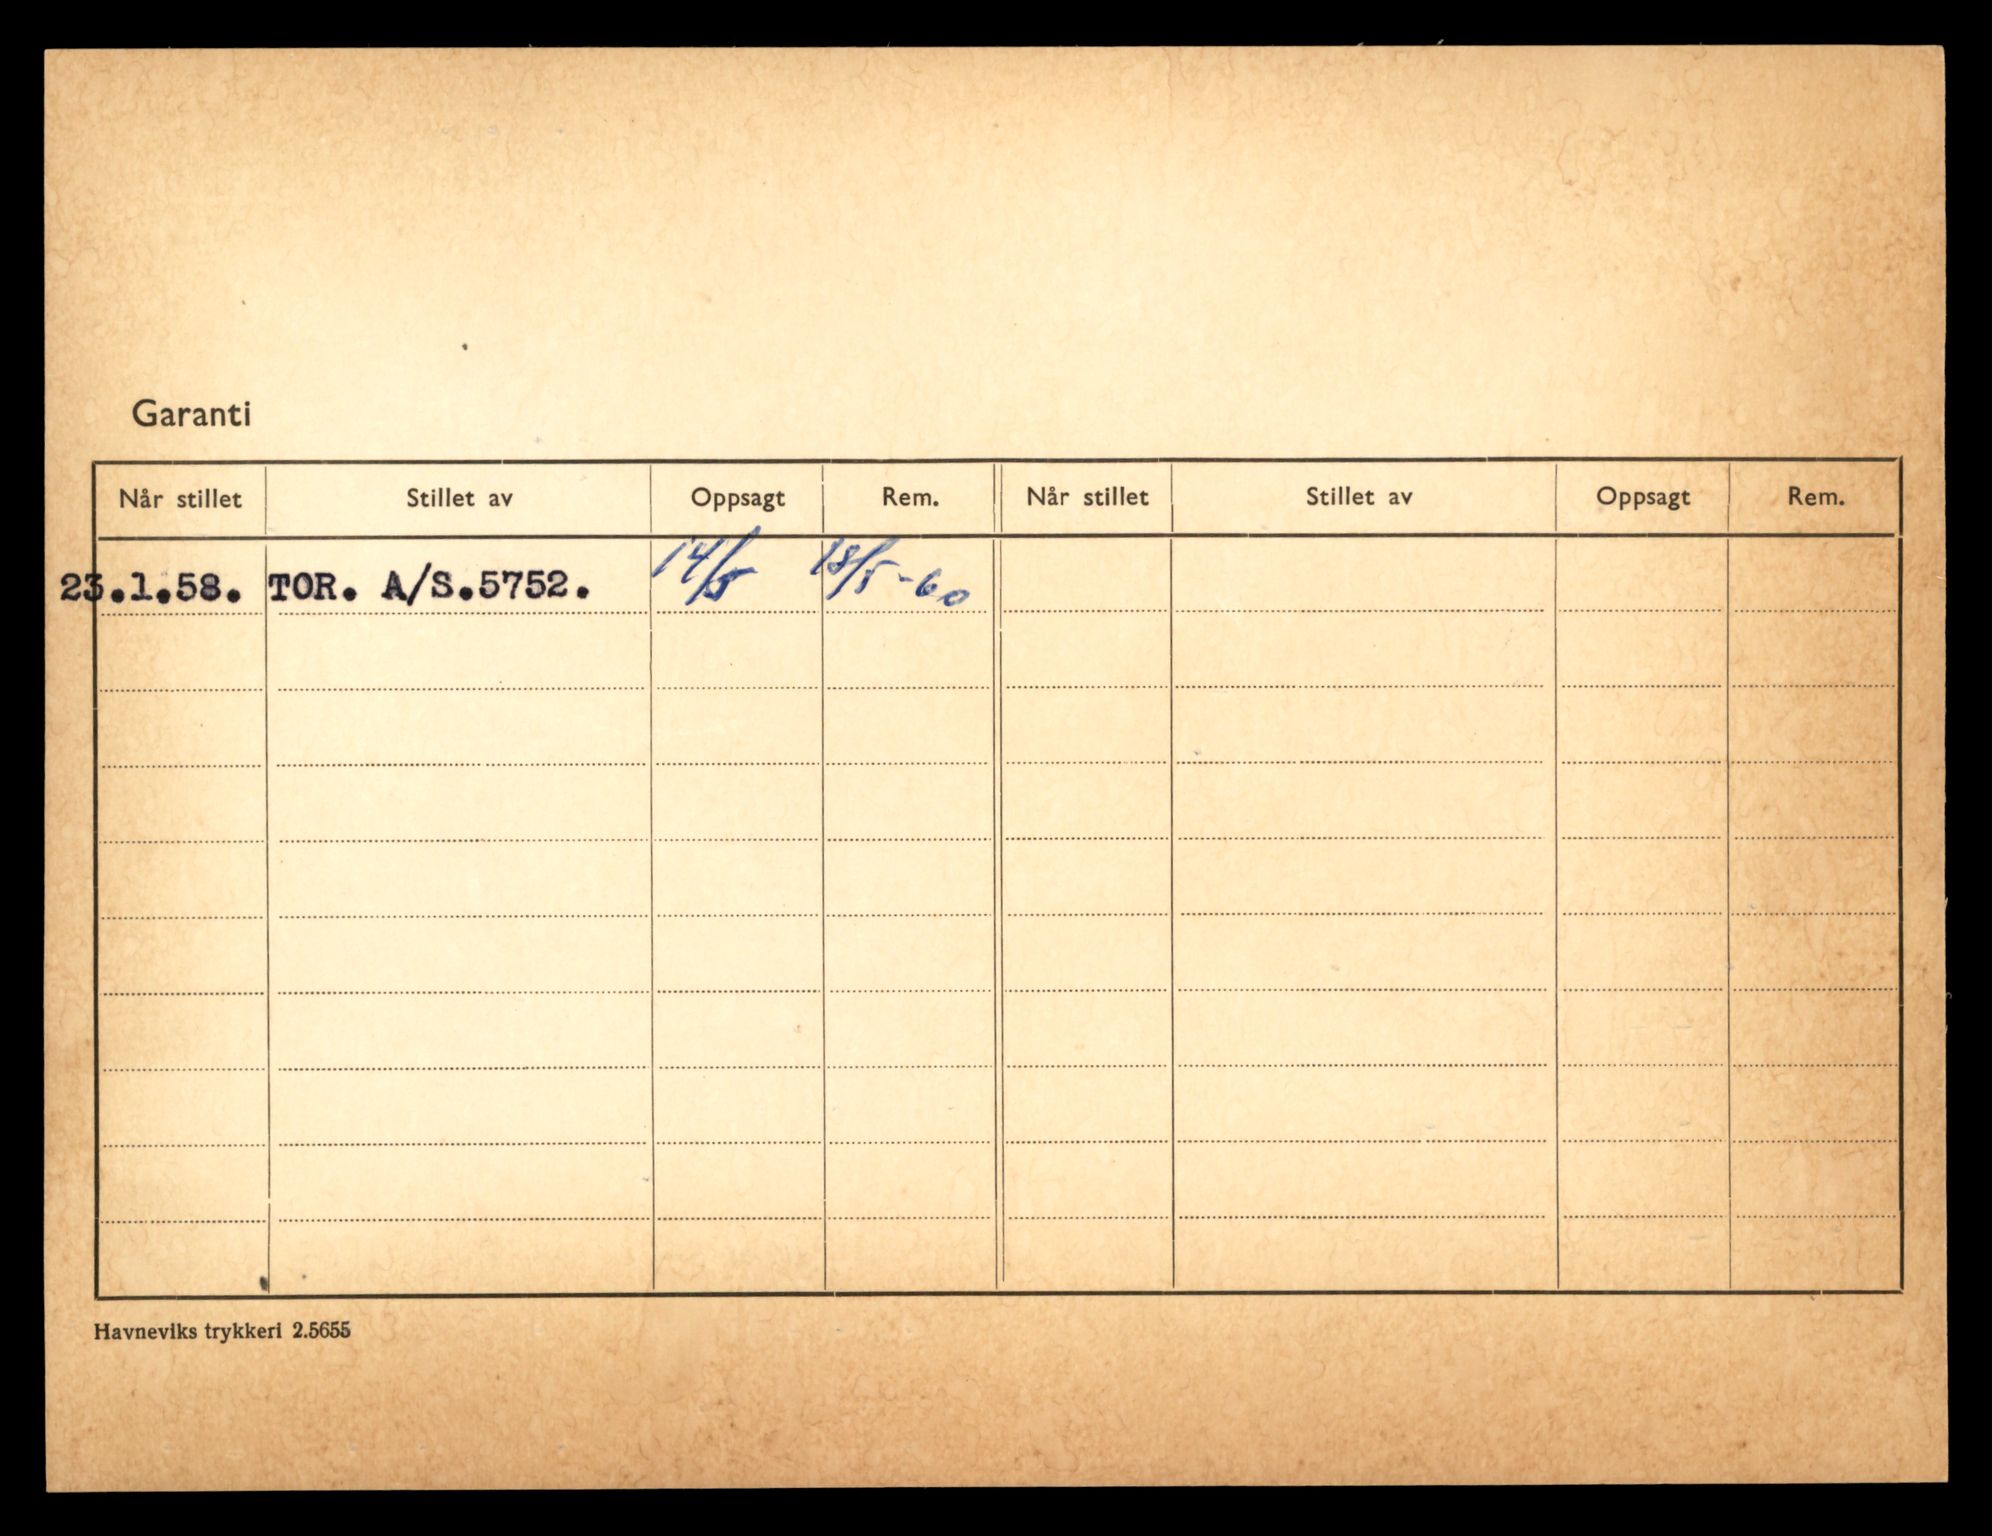 Garanti
Når stillet Stillet av Oppsagt Rem. Når stillet Stillet av Oppsagt Rem.
23.1.58. TOR. A/S.5752. 14/5 18/5-60
Havneviks trykkeri 2.5655